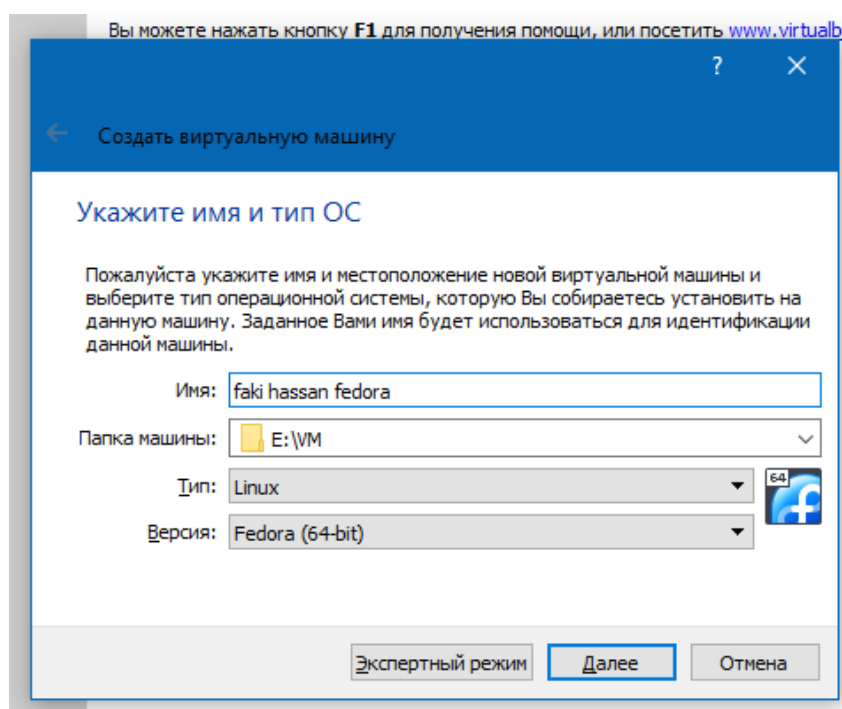 Вы можете нажать кнопку F1 для получения помощи, или посетить www.virtualb
?
Создать виртуальную машину
Укажите имя и тип ОС
Пожалуйста укажите имя и местоположение новой виртуальной машины и
выберите тип операционной системы, которую Вы собираетесь установить на
данную машину. Заданное Вами имя будет использоваться для идентификации
данной машины.
Имя: faki hassan fedora
Папка машины: E:\VM
Тип: Linux
64
Версия: Fedora (64-bit)
Экспертный режим Далее Отмена